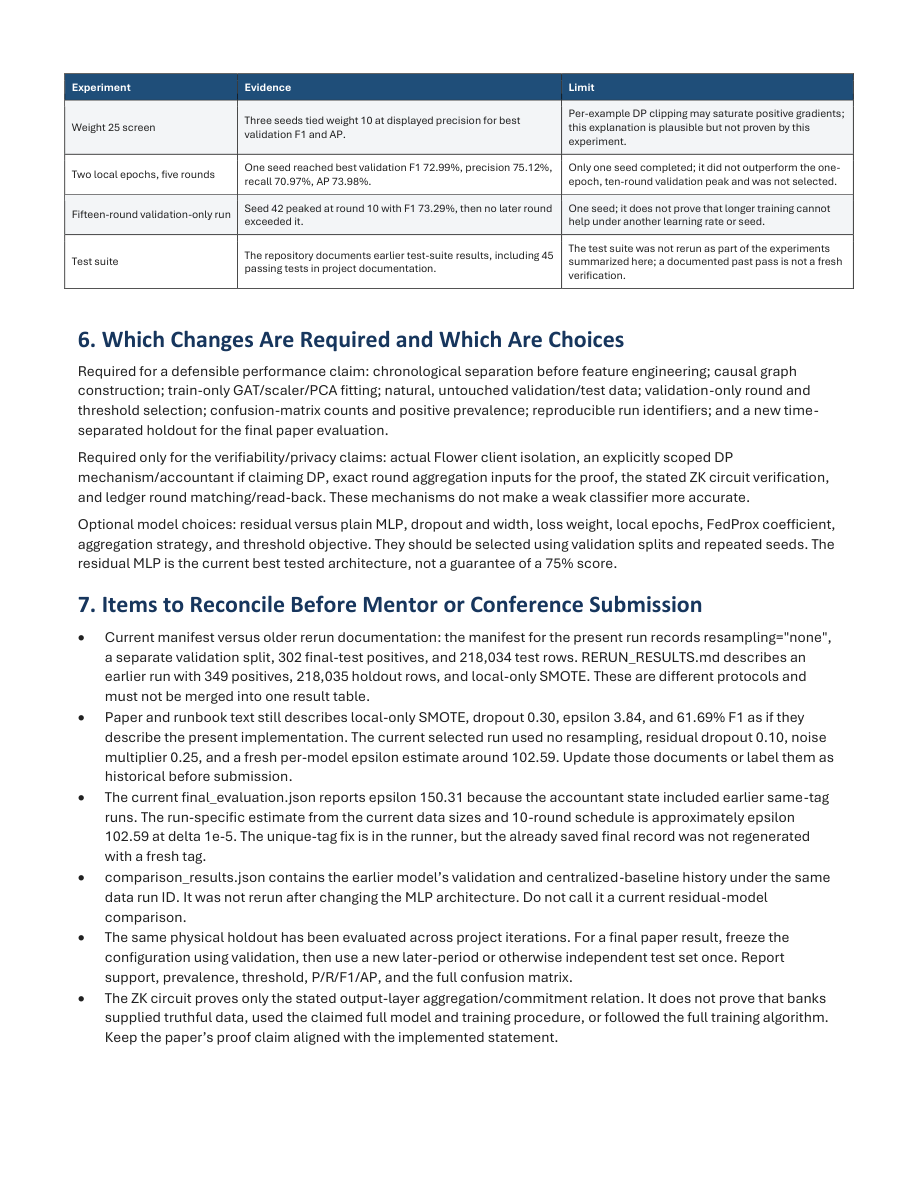 Experiment Evidence Limit
Weight 25 screen
Three seeds tied weight 10 at displayed precision for best
validation F1 and AP.
Per-example DP clipping may saturate positive gradients;
this explanation is plausible but not proven by this
experiment.
Two local epochs, five rounds
One seed reached best validation F1 72.99%, precision 75.12%,
recall 70.97%, AP 73.98%.
Only one seed completed; it did not outperform the one-
epoch, ten-round validation peak and was not selected.
Fifteen-round validation-only run
Seed 42 peaked at round 10 with F1 73.29%, then no later round
exceeded it.
One seed; it does not prove that longer training cannot
help under another learning rate or seed.
Test suite
The repository documents earlier test-suite results, including 45
passing tests in project documentation.
The test suite was not rerun as part of the experiments
summarized here; a documented past pass is not a fresh
verification.
6. Which Changes Are Required and Which Are Choices
Required for a defensible performance claim: chronological separation before feature engineering; causal graph
construction; train-only GAT/scaler/PCA fitting; natural, untouched validation/test data; validation-only round and
threshold selection; confusion-matrix counts and positive prevalence; reproducible run identifiers; and a new time-
separated holdout for the final paper evaluation.
Required only for the verifiability/privacy claims: actual Flower client isolation, an explicitly scoped DP
mechanism/accountant if claiming DP, exact round aggregation inputs for the proof, the stated ZK circuit verification,
and ledger round matching/read-back. These mechanisms do not make a weak classifier more accurate.
Optional model choices: residual versus plain MLP, dropout and width, loss weight, local epochs, FedProx coefficient,
aggregation strategy, and threshold objective. They should be selected using validation splits and repeated seeds. The
residual MLP is the current best tested architecture, not a guarantee of a 75% score.
7. Items to Reconcile Before Mentor or Conference Submission
• Current manifest versus older rerun documentation: the manifest for the present run records resampling="none",
a separate validation split, 302 final-test positives, and 218,034 test rows. RERUN_RESULTS.md describes an
earlier run with 349 positives, 218,035 holdout rows, and local-only SMOTE. These are different protocols and
must not be merged into one result table.
• Paper and runbook text still describes local-only SMOTE, dropout 0.30, epsilon 3.84, and 61.69% F1 as if they
describe the present implementation. The current selected run used no resampling, residual dropout 0.10, noise
multiplier 0.25, and a fresh per-model epsilon estimate around 102.59. Update those documents or label them as
historical before submission.
• The current final_evaluation.json reports epsilon 150.31 because the accountant state included earlier same-tag
runs. The run-specific estimate from the current data sizes and 10-round schedule is approximately epsilon
102.59 at delta 1e-5. The unique-tag fix is in the runner, but the already saved final record was not regenerated
with a fresh tag.
• comparison_results.json contains the earlier model’s validation and centralized-baseline history under the same
data run ID. It was not rerun after changing the MLP architecture. Do not call it a current residual-model
comparison.
• The same physical holdout has been evaluated across project iterations. For a final paper result, freeze the
configuration using validation, then use a new later-period or otherwise independent test set once. Report
support, prevalence, threshold, P/R/F1/AP, and the full confusion matrix.
• The ZK circuit proves only the stated output-layer aggregation/commitment relation. It does not prove that banks
supplied truthful data, used the claimed full model and training procedure, or followed the full training algorithm.
Keep the paper’s proof claim aligned with the implemented statement.